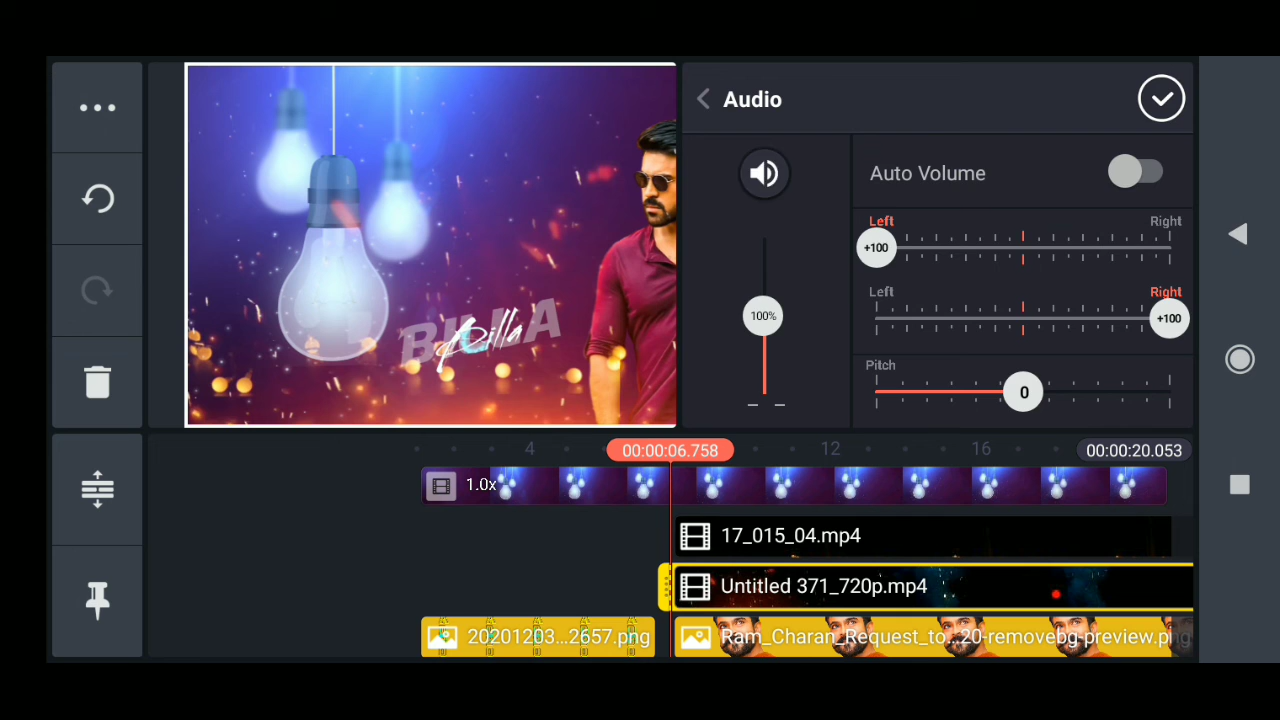 Audio
Auto Volume
Left
Right
+100
Left
Right
+100
100%
Pitch
0
BILLA
Billa
4
00:00:06.758
12
16
00:00:20.053
1.0x
17_015_04.mp4
Untitled 371_720p.mp4
20201203...2657.png
Ram_Charan_Request_to...20-removebg-preview.png